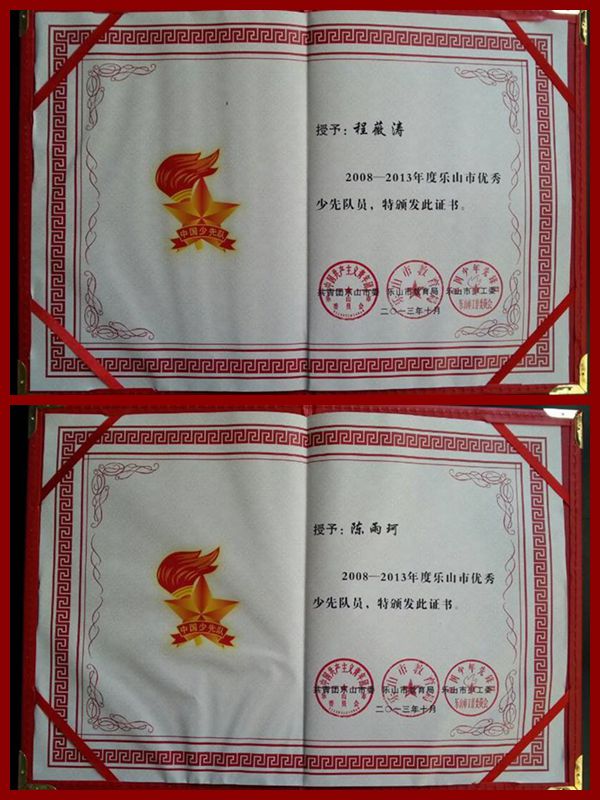 授予：程薇涛
2008—2013年度乐山市优秀
少先队员，特颁发此证书。
中国少先队
共青团乐山市委 乐山市教育局 乐山市少工委
二〇一三年十月
授予：陈雨珂
2008—2013年度乐山市优秀
少先队员，特颁发此证书。
中国少先队
共青团乐山市委 乐山市教育局 乐山市少工委
二〇一三年十月